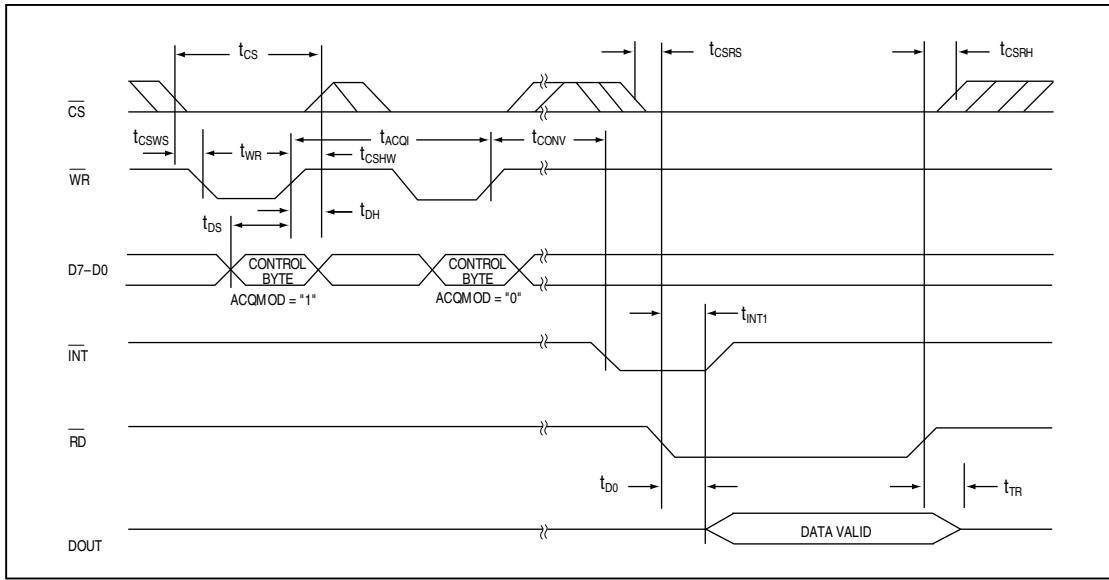 tCS
tCSRS
tCSRH
CS
tCSWS
tWR
tACQI
tCONV
tCSHW
WR
tDH
tDS
D7–D0
CONTROL
BYTE
CONTROL
BYTE
ACQMOD = "1"
ACQMOD = "0"
tINT1
INT
RD
tD0
tTR
DATA VALID
DOUT